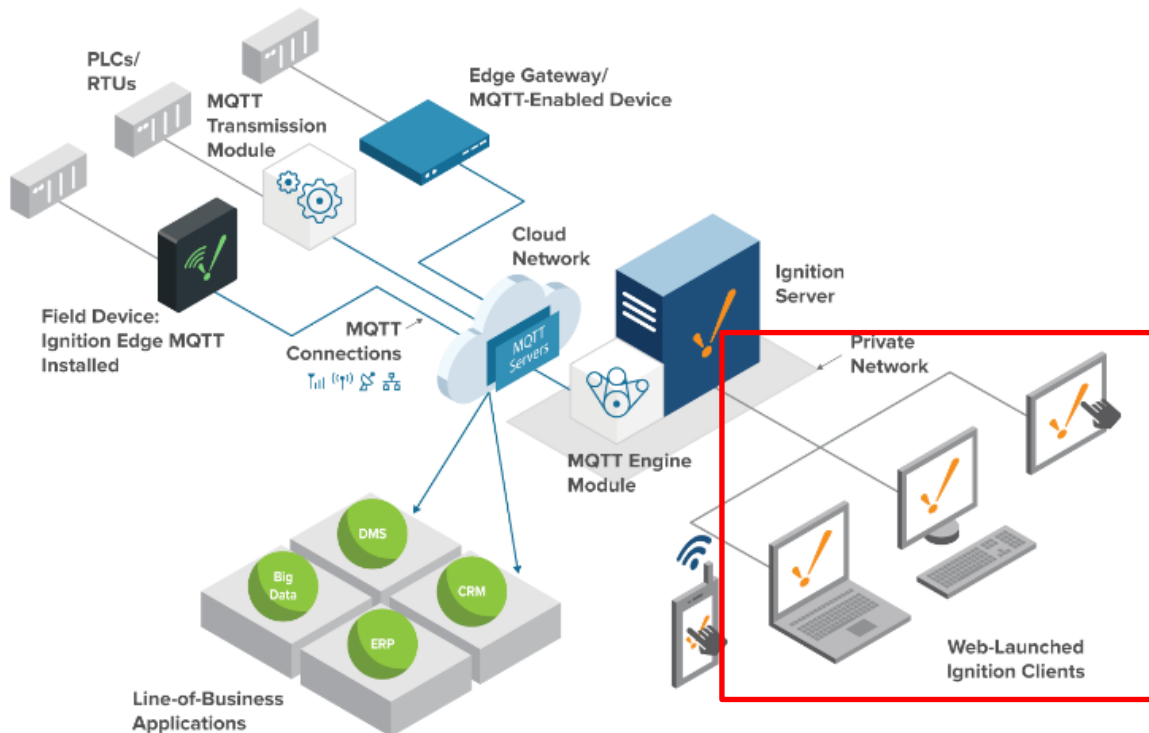 PLCs/
RTUs
MQTT
Transmission
Module
Edge Gateway/
MQTT-Enabled Device
Cloud
Network
Ignition
Server
Field Device:
Ignition Edge MQTT
Installed
MQTT
Connections
MQTT
Servers
Private
Network
MQTT Engine
Module
DMS
Big
Data
CRM
ERP
Line-of-Business
Applications
Web-Launched
Ignition Clients